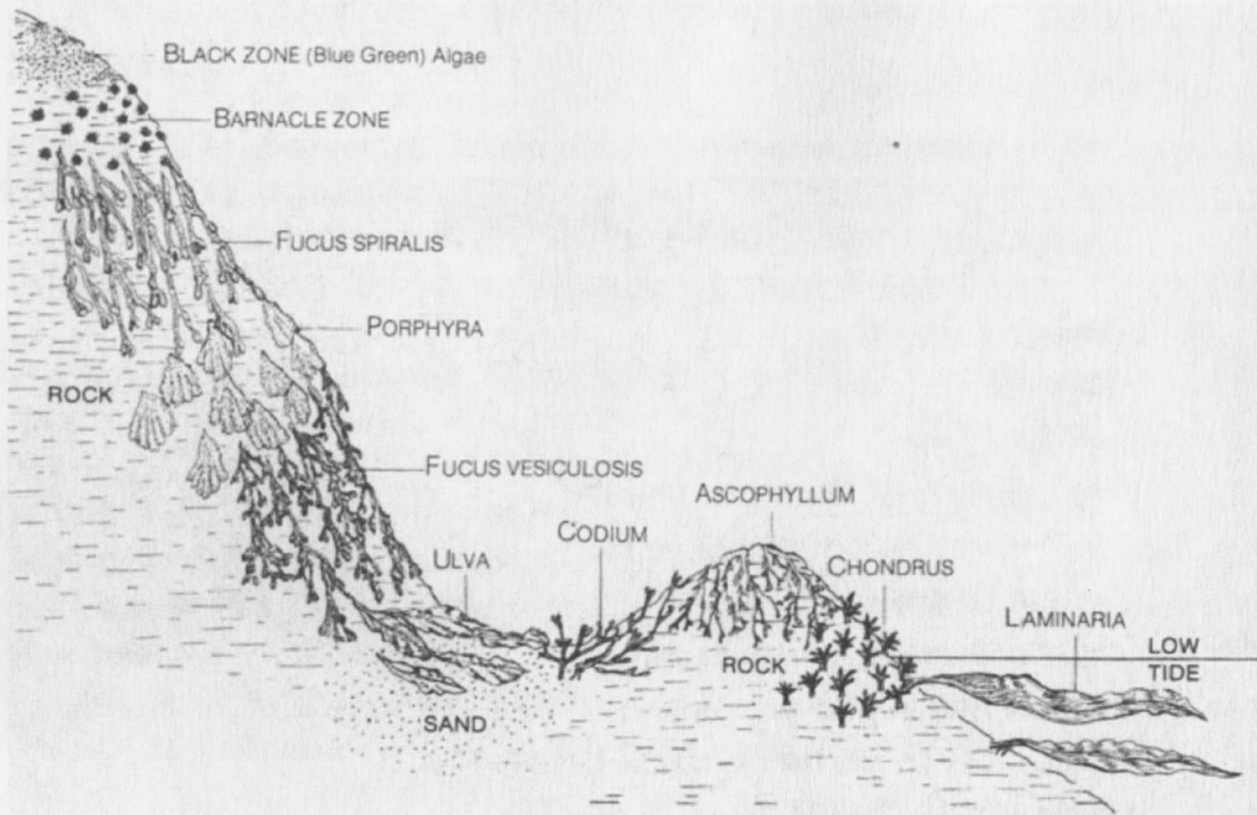 BLACK ZONE (Blue Green) Algae
BARNACLE ZONE
FUCUS SPIRALIS
PORPHYRA
ROCK
FUCUS VESICULOSIS
ASCOPHYLLUM
CODIUM
ULVA
CHONDRUS
LAMINARIA
LOW
TIDE
ROCK
SAND